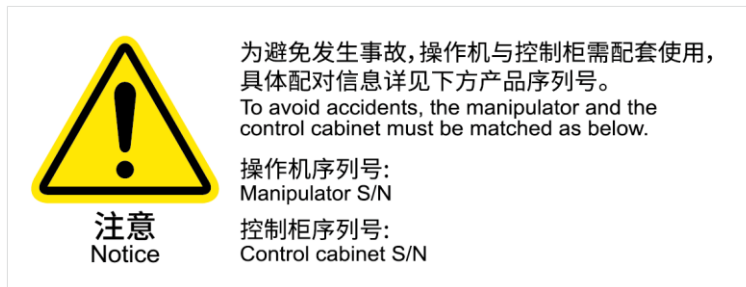 为避免发生事故,操作机与控制柜需配套使用,
具体配对信息详见下方产品序列号。
To avoid accidents, the manipulator and the
control cabinet must be matched as below.
操作机序列号:
Manipulator S/N
控制柜序列号:
Control cabinet S/N
注意
Notice